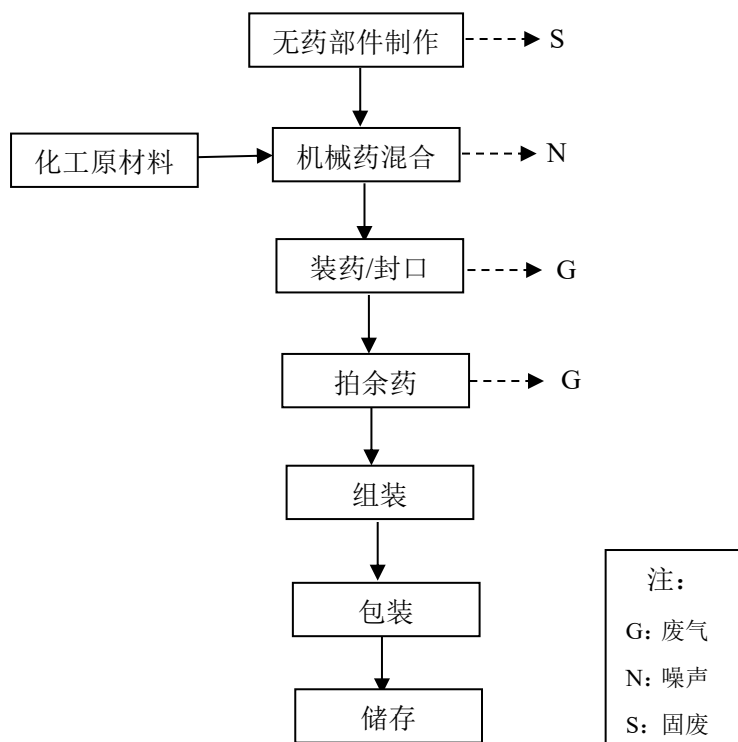 无药部件制作
S
化工原材料
机械药混合
N
装药/封口
G
拍余药
G
组装
包装
储存
注：
G：废气
N：噪声
S：固废